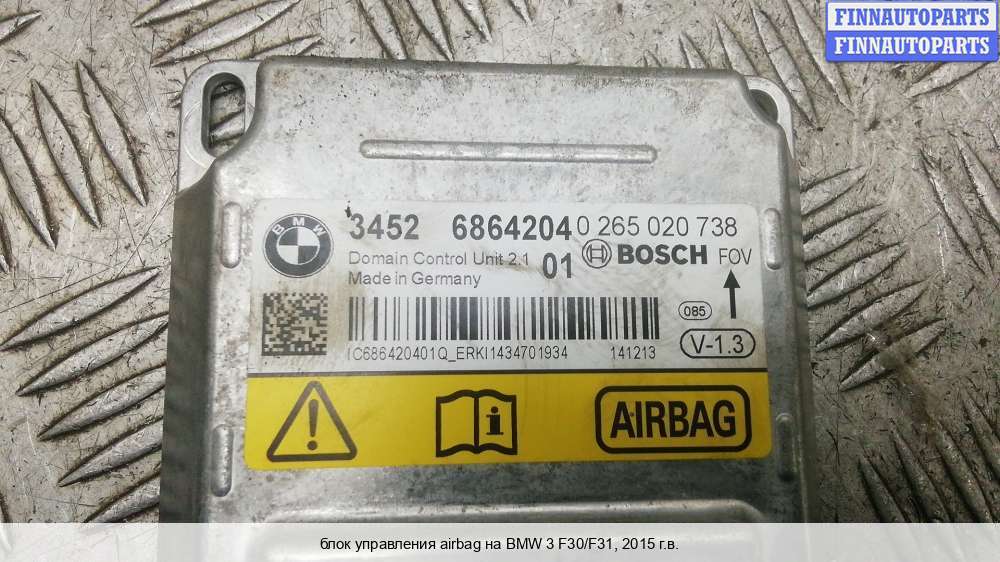 FINNAUTOPARTS
FINNAUTOPARTS
BMW
3452 6864204 0 265 020 738
Domain Control Unit 2.1 01 BOSCH FOV
Made in Germany
085
V-1.3
IC686420401Q_ERKI1434701934 141213
AIRBAG
блок управления airbag на BMW 3 F30/F31, 2015 г.в.